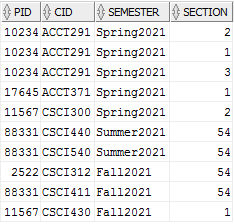 PID CID SEMESTER SECTION
10234 ACCT291 Spring2021 2
10234 ACCT291 Spring2021 1
10234 ACCT291 Spring2021 3
17645 ACCT371 Spring2021 1
11567 CSCI300 Spring2021 2
88331 CSCI440 Summer2021 54
88331 CSCI540 Summer2021 54
2522 CSCI312 Fall2021 54
88331 CSCI411 Fall2021 54
11567 CSCI430 Fall2021 1